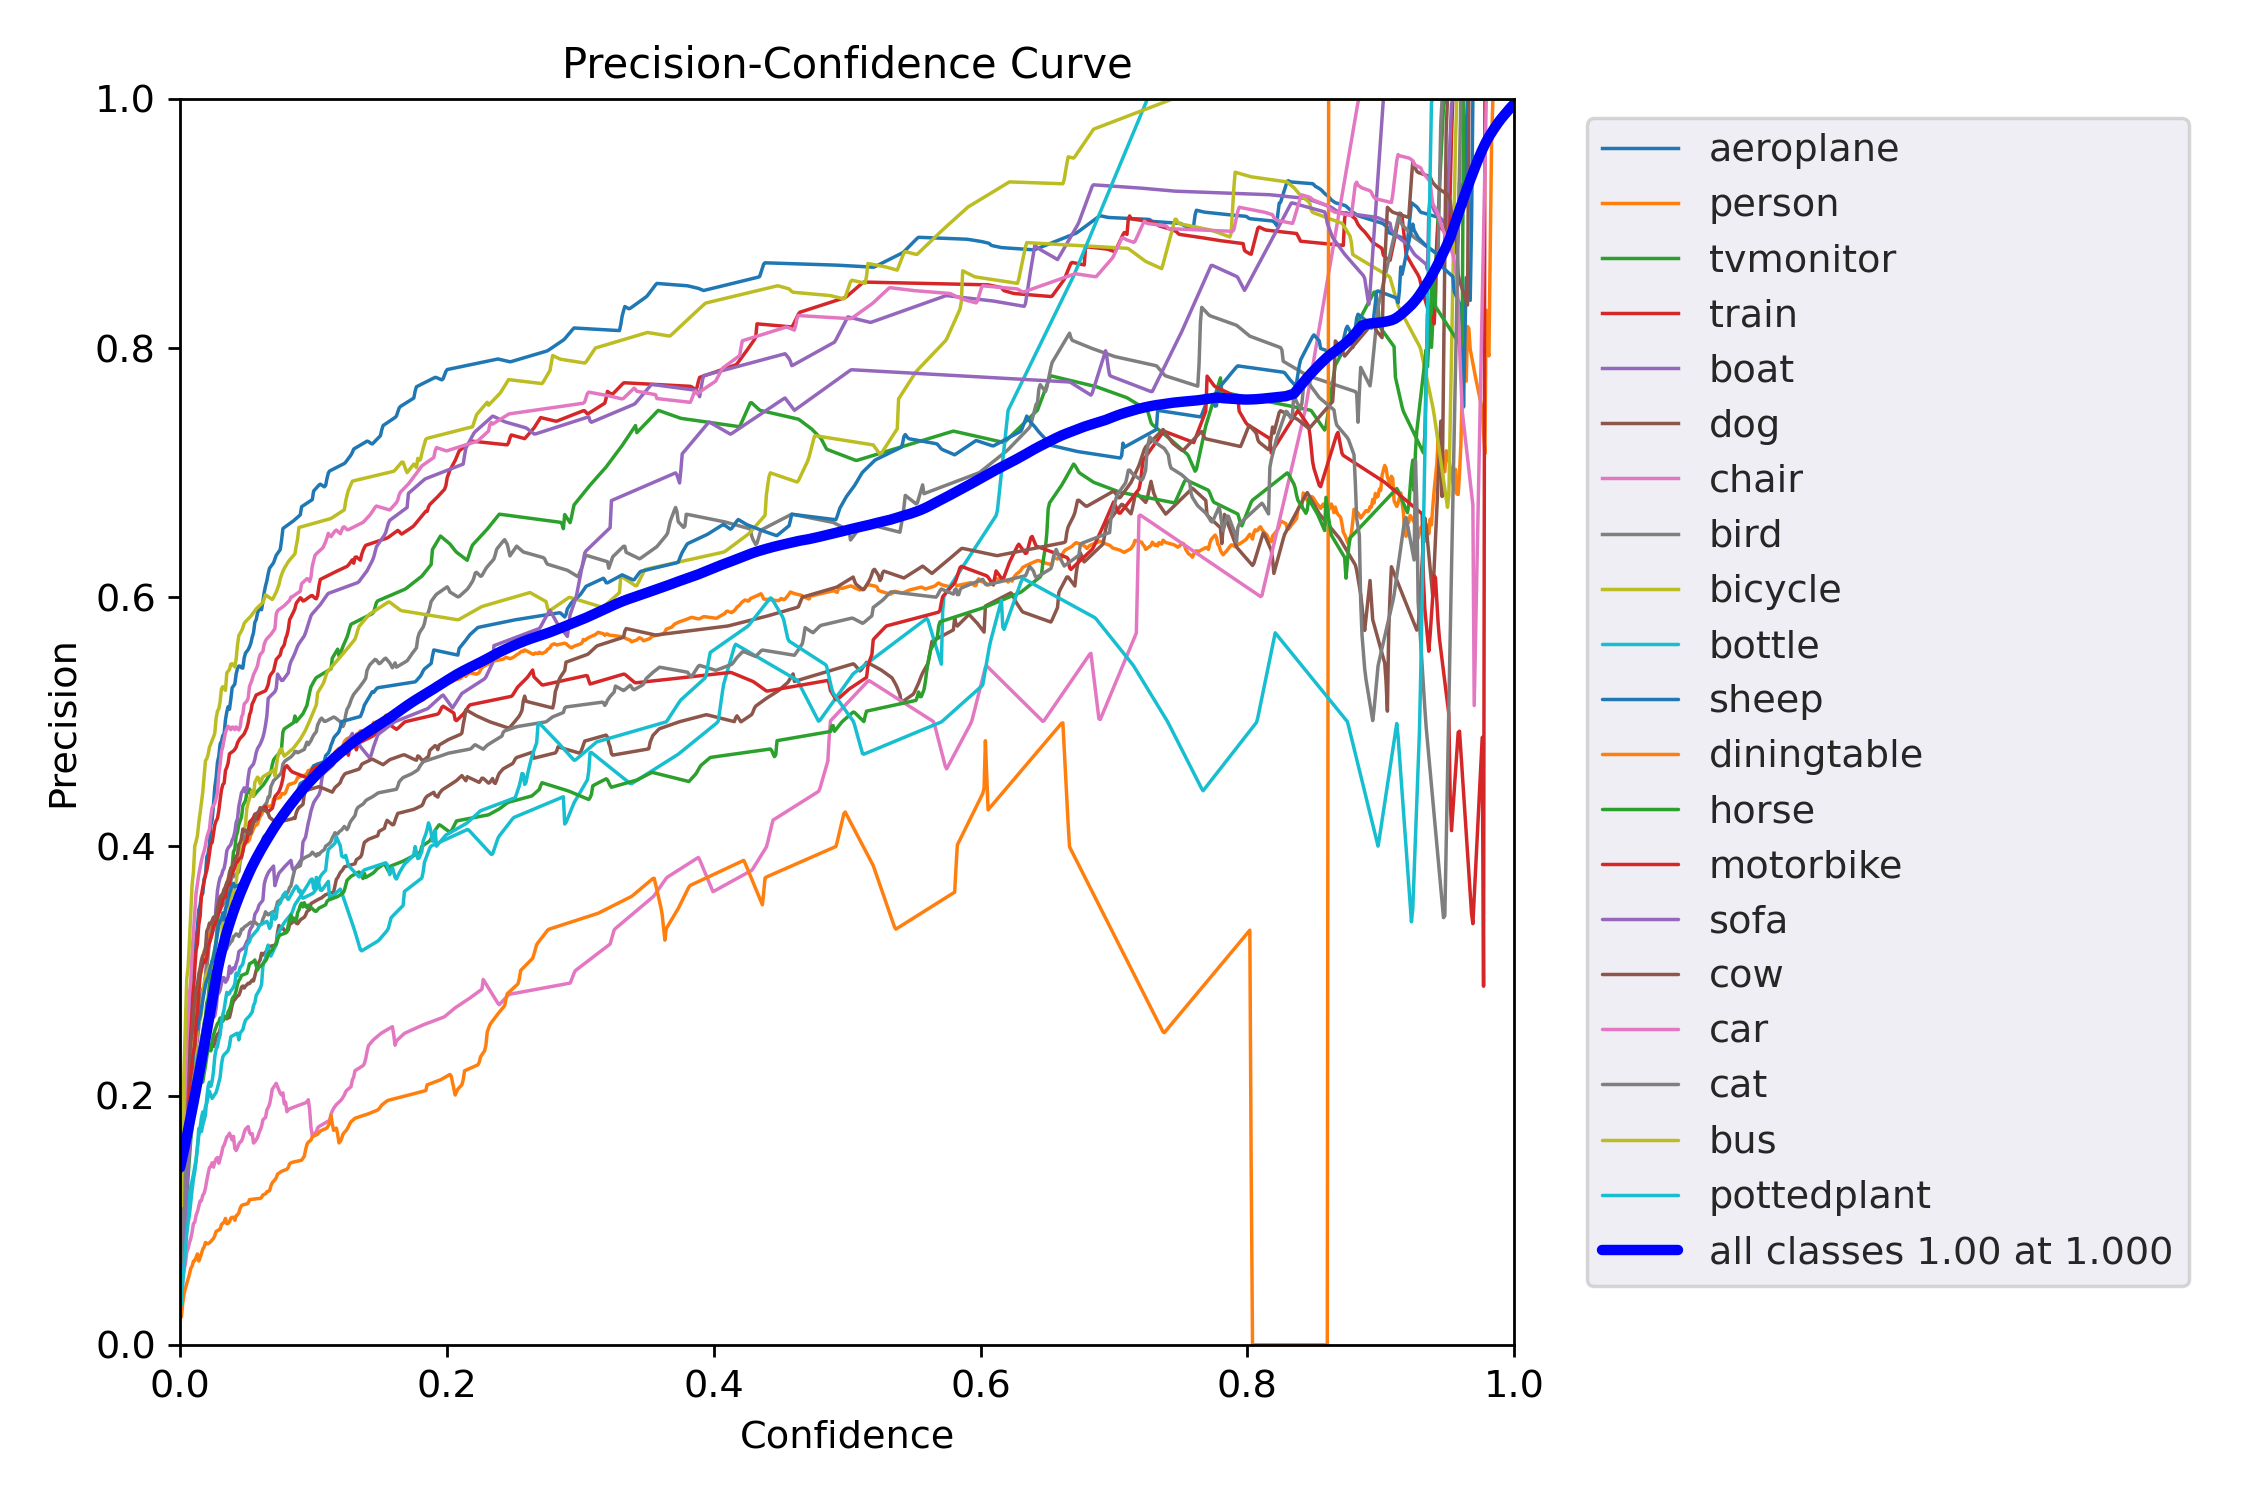 Precision-Confidence Curve
1.0
0.8
0.6
0.4
0.2
0.0
Precision
0.0 0.2 0.4 0.6 0.8 1.0
Confidence
aeroplane
person
tvmonitor
train
boat
dog
chair
bird
bicycle
bottle
sheep
diningtable
horse
motorbike
sofa
cow
car
cat
bus
pottedplant
all classes 1.00 at 1.000